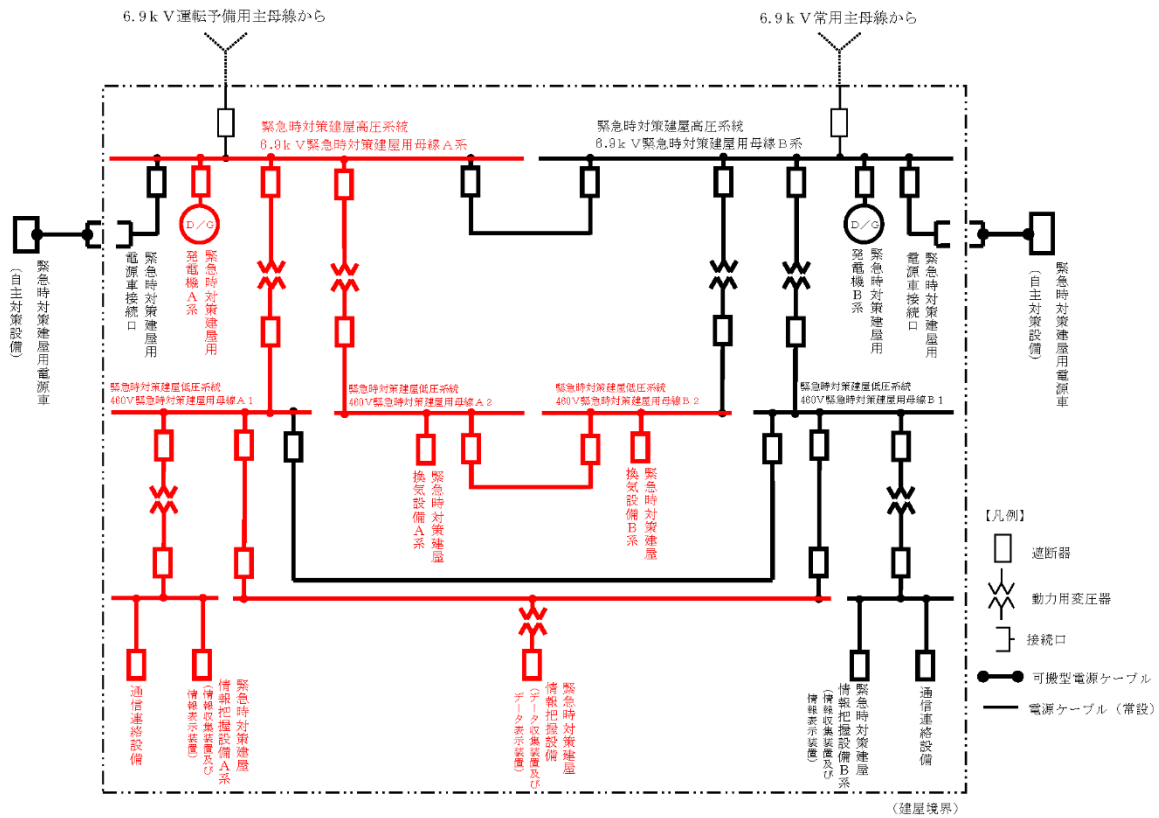 6.9ｋＶ運転予備用主母線から
6.9ｋＶ常用主母線から
緊急時対策建屋高圧系統
6.9ｋＶ緊急時対策建屋用母線Ａ系
緊急時対策建屋高圧系統
6.9ｋＶ緊急時対策建屋用母線Ｂ系
緊急時対策建屋用電源車
（自主対策設備）
緊急時対策建屋用
電源車接続口
Ｄ／Ｇ
緊急時対策建屋用
発電機Ａ系
Ｄ／Ｇ
緊急時対策建屋用
発電機Ｂ系
緊急時対策建屋用
電源車接続口
緊急時対策建屋用電源車
（自主対策設備）
緊急時対策建屋低圧系統
460Ｖ緊急時対策建屋用母線Ａ１
緊急時対策建屋低圧系統
460Ｖ緊急時対策建屋用母線Ａ２
緊急時対策建屋低圧系統
460Ｖ緊急時対策建屋用母線Ｂ２
緊急時対策建屋低圧系統
460Ｖ緊急時対策建屋用母線Ｂ１
緊急時対策建屋
換気設備Ａ系
緊急時対策建屋
換気設備Ｂ系
通信連絡設備
緊急時対策建屋
情報把握設備Ａ系
（情報収集装置及び
情報表示装置）
緊急時対策建屋
情報把握設備
（データ収集装置及び
データ表示装置）
緊急時対策建屋
情報把握設備Ｂ系
（情報収集装置及び
情報表示装置）
通信連絡設備
【凡例】
遮断器
動力用変圧器
接続口
可搬型電源ケーブル
電源ケーブル（常設）
（建屋境界）